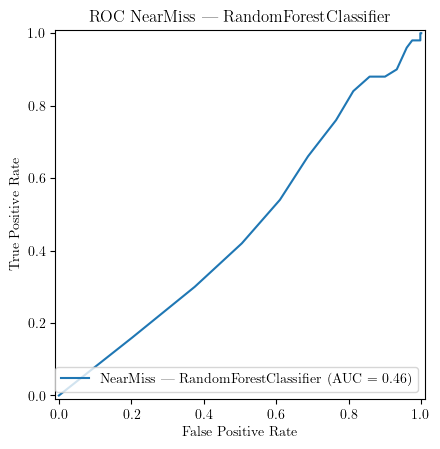 ROC NearMiss — RandomForestClassifier
1.0
0.8
0.6
0.4
0.2
0.0
True Positive Rate
NearMiss — RandomForestClassifier (AUC = 0.46)
0.0 0.2 0.4 0.6 0.8 1.0
False Positive Rate